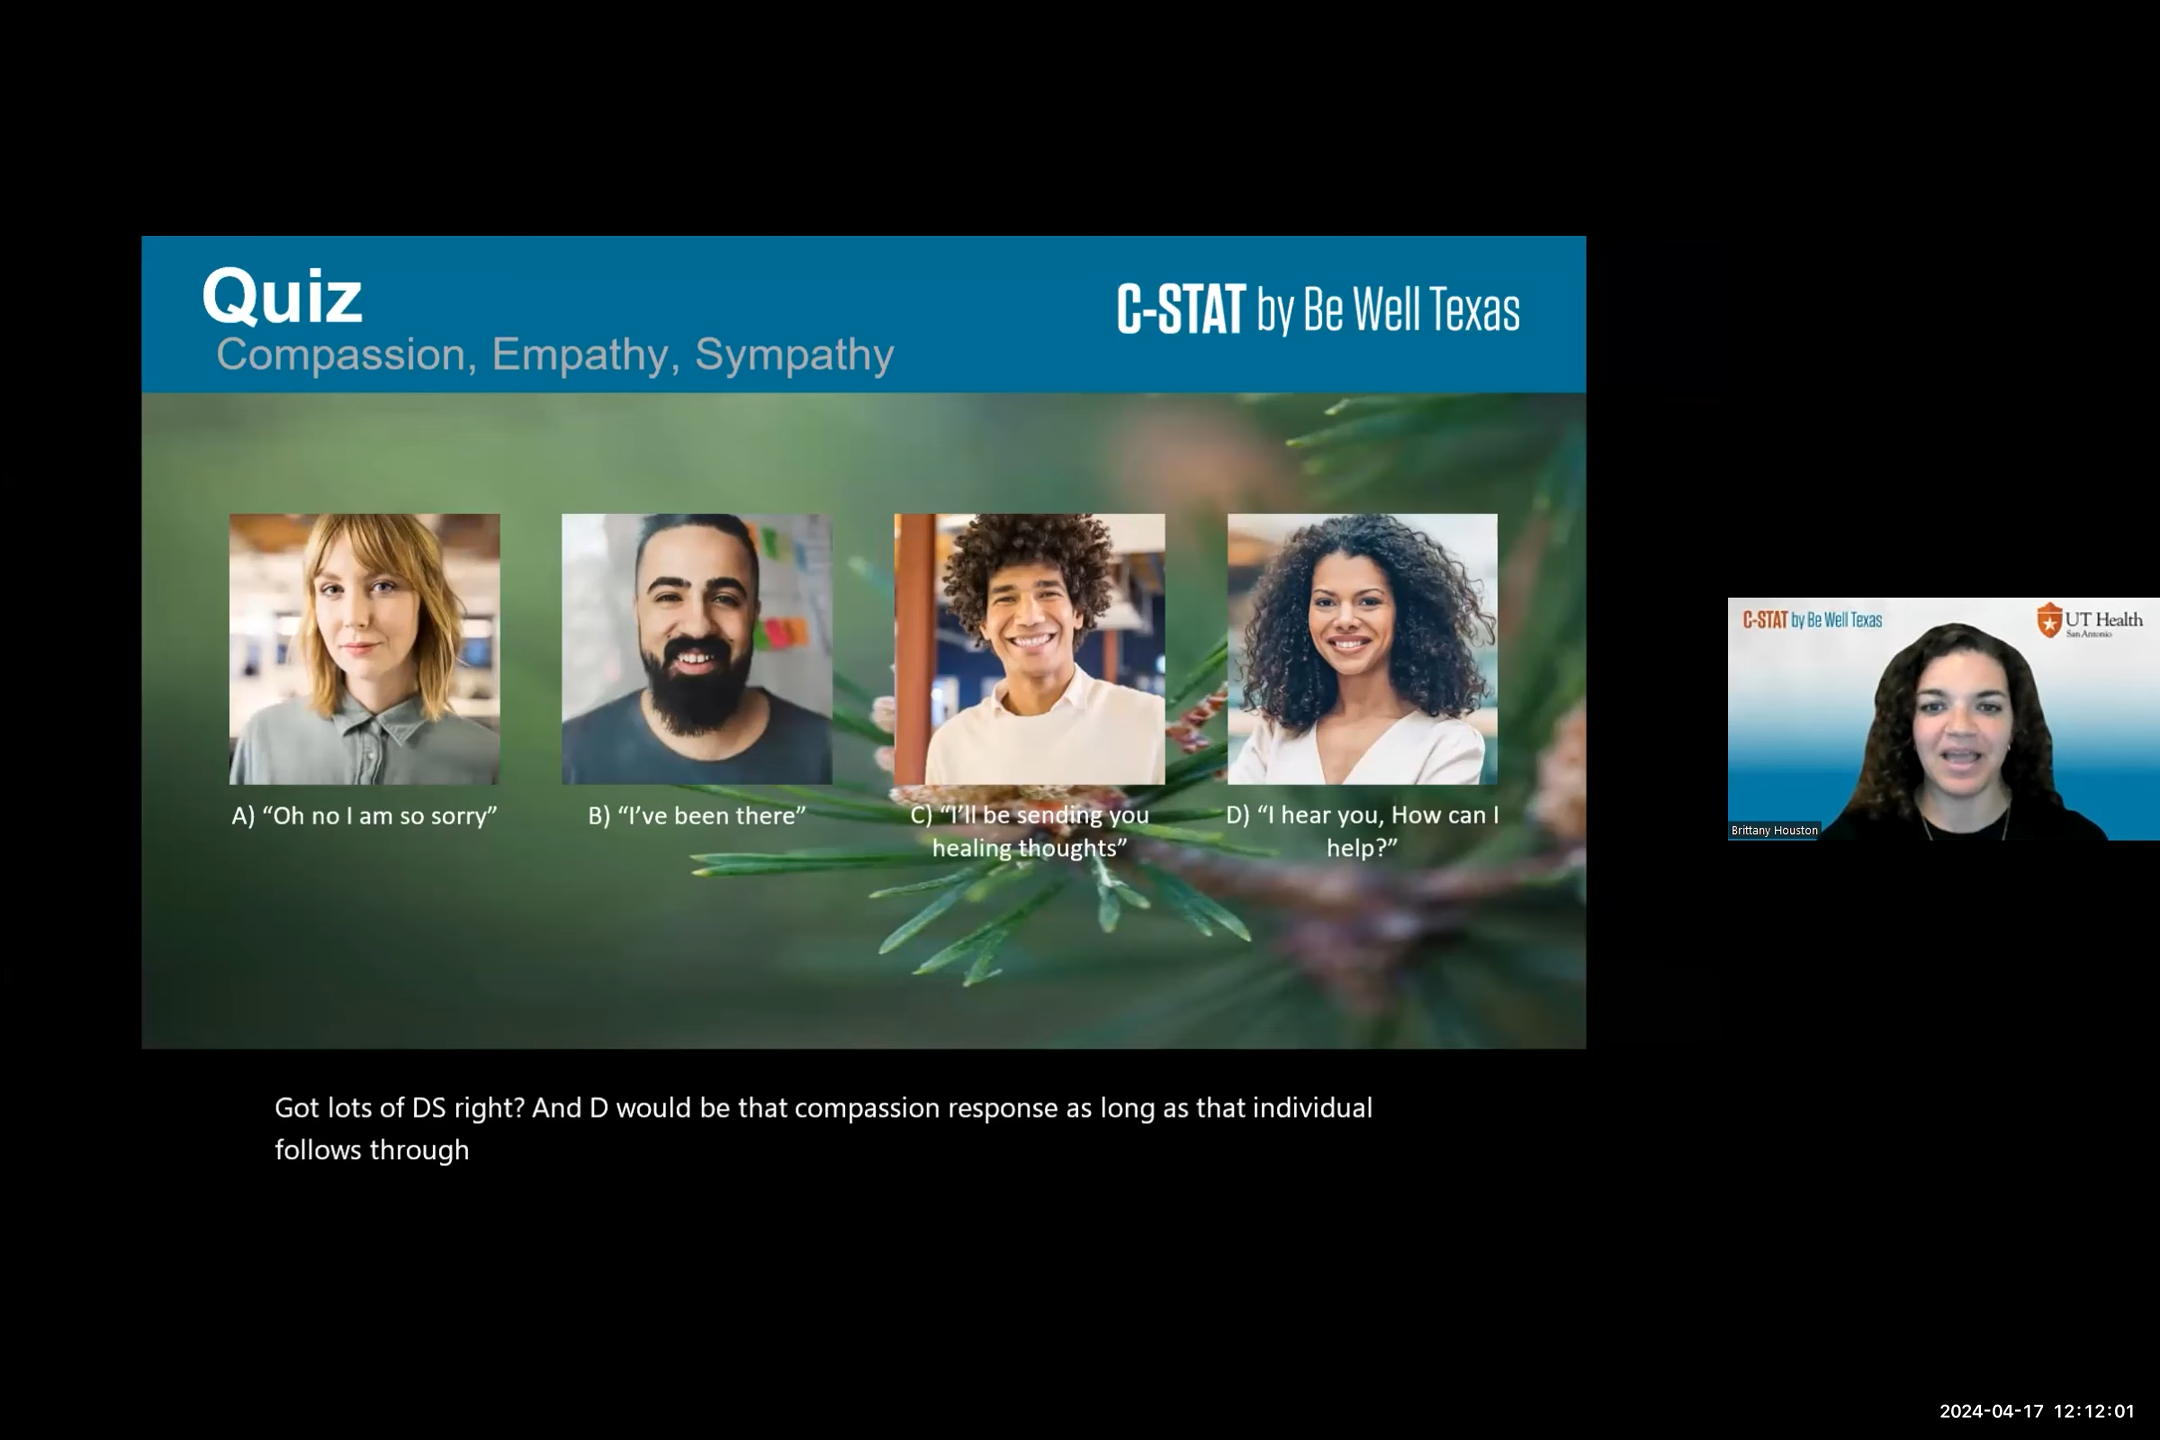 Quiz
Compassion, Empathy, Sympathy
C-STAT by Be Well Texas
A) “Oh no I am so sorry”
B) “I’ve been there”
C) “I’ll be sending you
healing thoughts”
D) “I hear you, How can I
help?”
C-STAT by Be Well Texas
UT Health
San Antonio
Brittany Houston
Got lots of DS right? And D would be that compassion response as long as that individual
follows through
2024-04-17 12:12:01